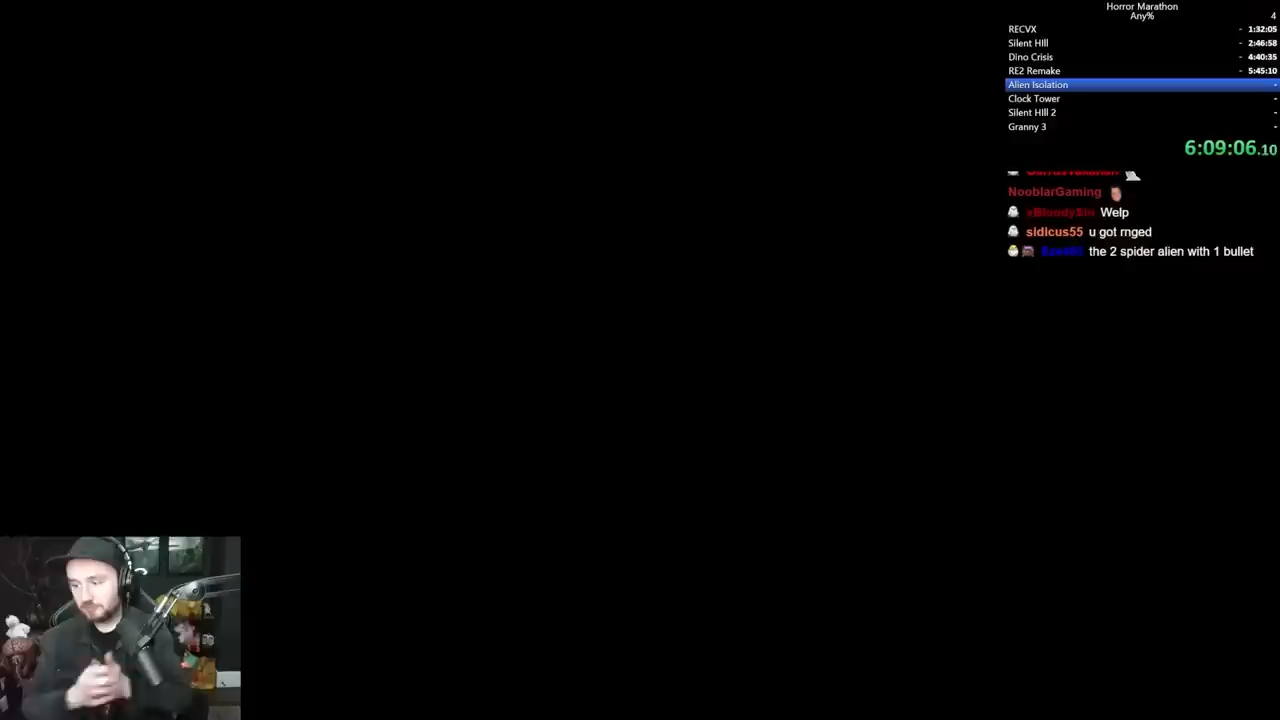 Horror Marathon
Any% 4
RECVX - 1:32:05
Silent HIll - 2:46:58
Dino Crisis - 4:40:35
RE2 Remake - 5:45:10
Alien Isolation -
Clock Tower -
Silent HIll 2 -
Granny 3 -
6:09:06.10
NooblarGaming
xBloodySin Welp
sidicus55 u got rnged
the 2 spider alien with 1 bullet